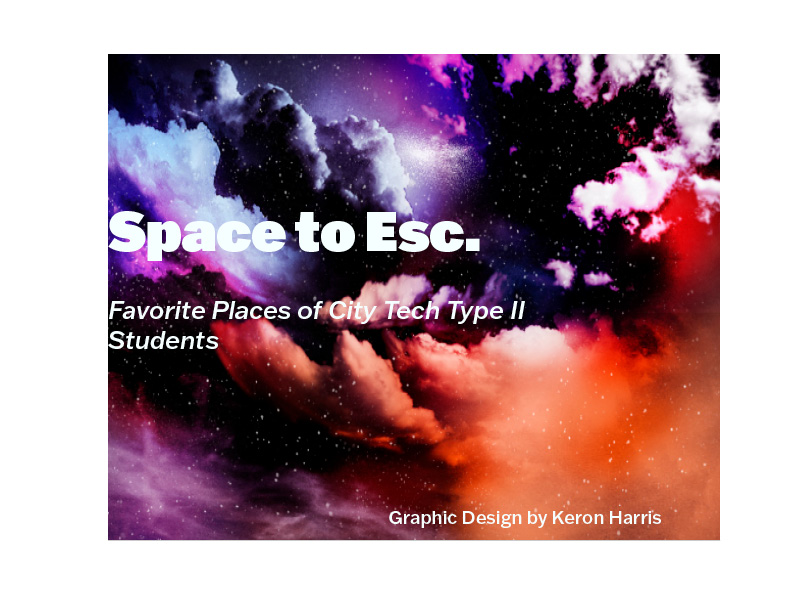 Space to Esc.
Favorite Places of City Tech Type II
Students
Graphic Design by Keron Harris